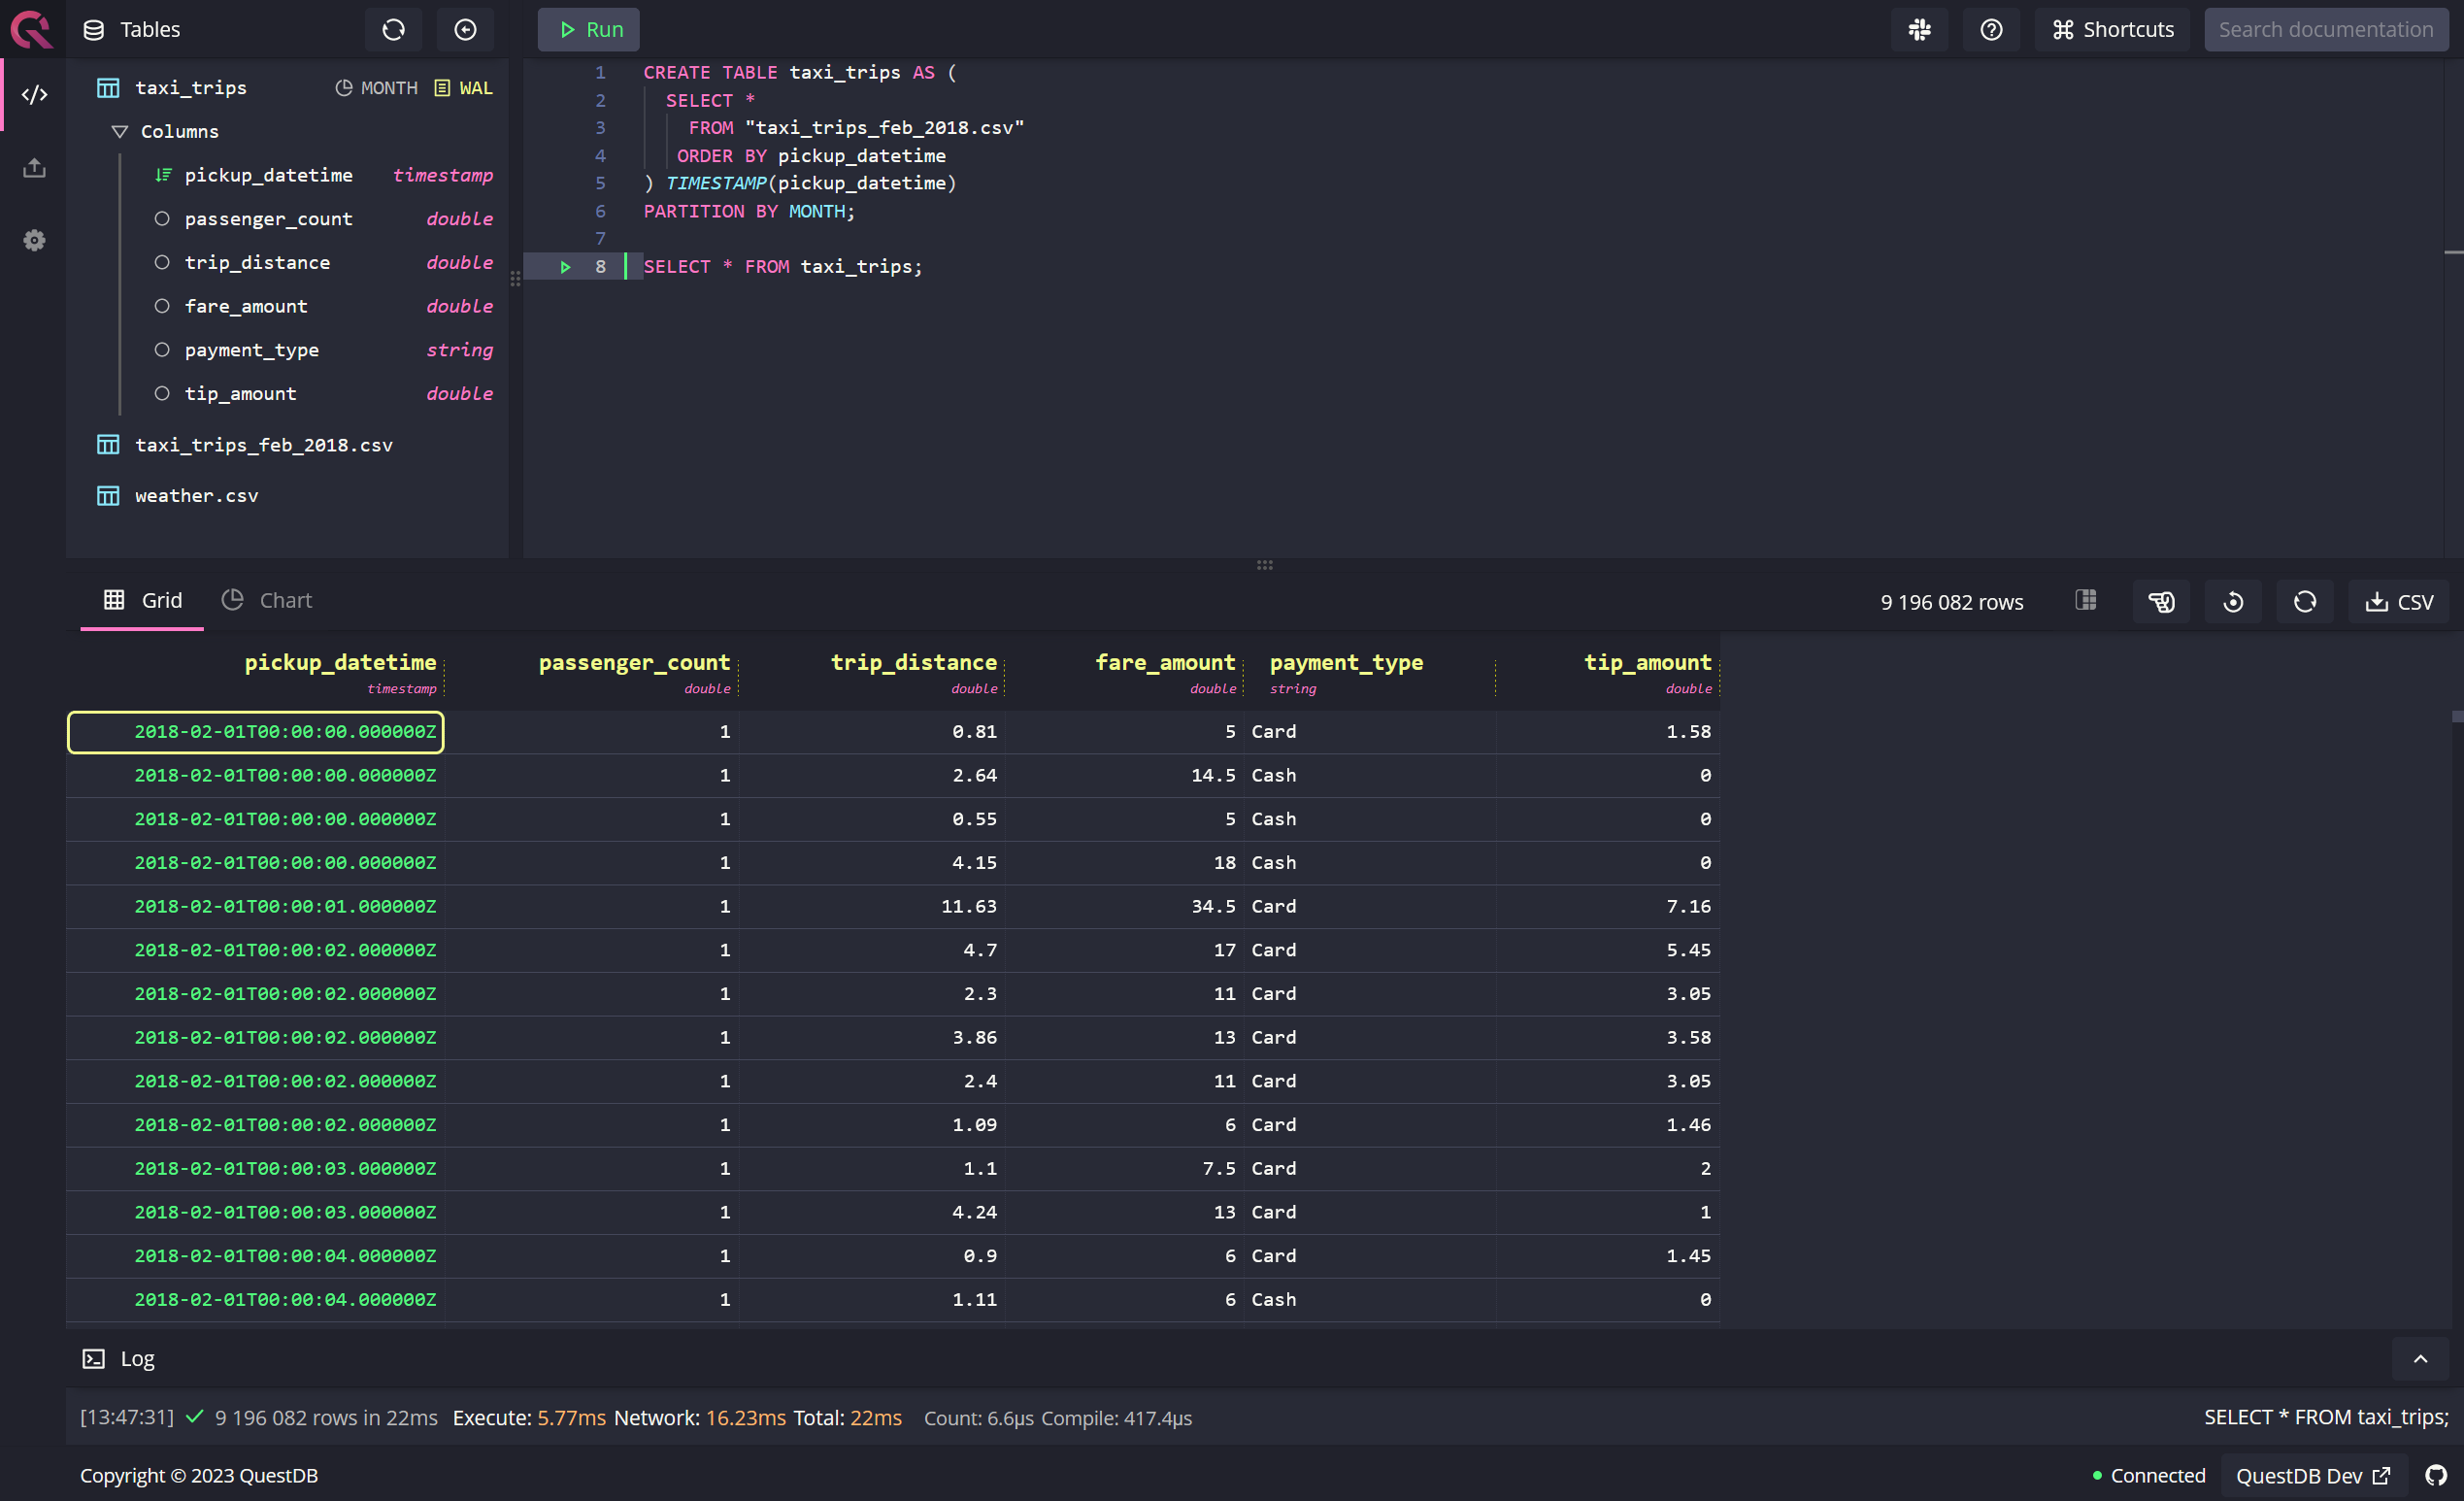 Tables
Run
Shortcuts
Search documentation
taxi_trips MONTH WAL
Columns
pickup_datetime timestamp
passenger_count double
trip_distance double
fare_amount double
payment_type string
tip_amount double
taxi_trips_feb_2018.csv
weather.csv
1 CREATE TABLE taxi_trips AS (
2 SELECT *
3 FROM "taxi_trips_feb_2018.csv"
4 ORDER BY pickup_datetime
5 ) TIMESTAMP(pickup_datetime)
6 PARTITION BY MONTH;
7
8 SELECT * FROM taxi_trips;
Grid Chart 9 196 082 rows CSV
pickup_datetime passenger_count trip_distance fare_amount payment_type tip_amount
timestamp double double double string double
2018-02-01T00:00:00.000000Z 1 0.81 5 Card 1.58
2018-02-01T00:00:00.000000Z 1 2.64 14.5 Cash 0
2018-02-01T00:00:00.000000Z 1 0.55 5 Cash 0
2018-02-01T00:00:00.000000Z 1 4.15 18 Cash 0
2018-02-01T00:00:01.000000Z 1 11.63 34.5 Card 7.16
2018-02-01T00:00:02.000000Z 1 4.7 17 Card 5.45
2018-02-01T00:00:02.000000Z 1 2.3 11 Card 3.05
2018-02-01T00:00:02.000000Z 1 3.86 13 Card 3.58
2018-02-01T00:00:02.000000Z 1 2.4 11 Card 3.05
2018-02-01T00:00:02.000000Z 1 1.09 6 Card 1.46
2018-02-01T00:00:03.000000Z 1 1.1 7.5 Card 2
2018-02-01T00:00:03.000000Z 1 4.24 13 Card 1
2018-02-01T00:00:04.000000Z 1 0.9 6 Card 1.45
2018-02-01T00:00:04.000000Z 1 1.11 6 Cash 0
Log
[13:47:31] 9 196 082 rows in 22ms Execute: 5.77ms Network: 16.23ms Total: 22ms Count: 6.6µs Compile: 417.4µs SELECT * FROM taxi_trips;
Copyright © 2023 QuestDB Connected QuestDB Dev